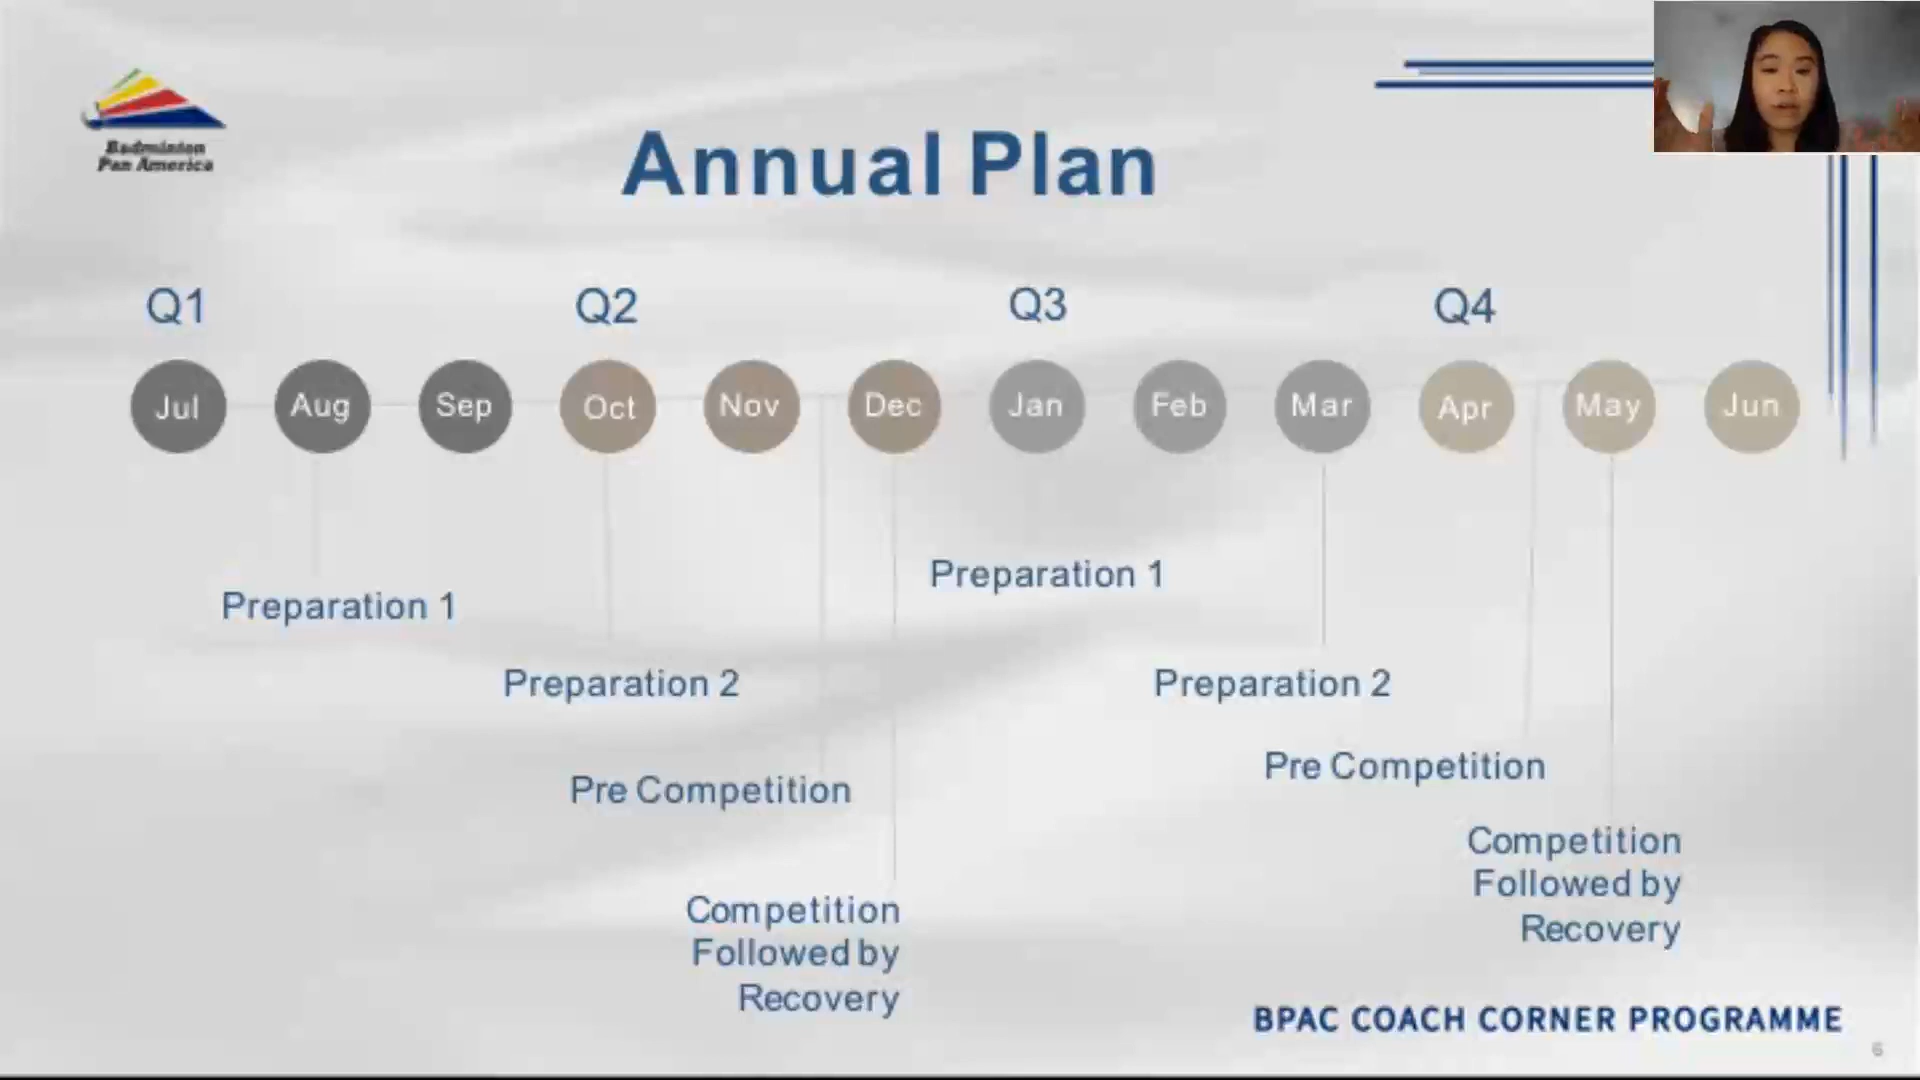 Badminton
Pan America
Annual Plan
Q1 Q2 Q3 Q4
Jul Aug Sep Oct Nov Dec Jan Feb Mar Apr May Jun
Preparation 1
Preparation 2
Pre Competition
Competition
Followed by
Recovery
Preparation 1
Preparation 2
Pre Competition
Competition
Followed by
Recovery
BPAC COACH CORNER PROGRAMME
6